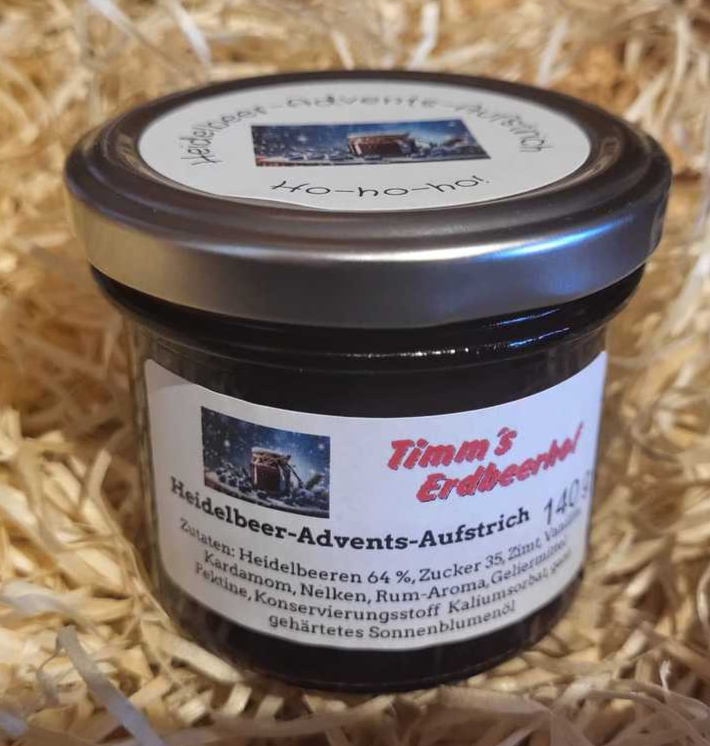 Heidelbeer-Advents-Aufstrich
Ho-ho-ho!
Timm's
Erdbeerhof
Heidelbeer-Advents-Aufstrich 140 g
Zutaten: Heidelbeeren 64 %, Zucker 35, Zimt, Vanille,
Kardamom, Nelken, Rum-Aroma, Geliermittel
Pektine, Konservierungsstoff Kaliumsorbat,
gehärtetes Sonnenblumenöl